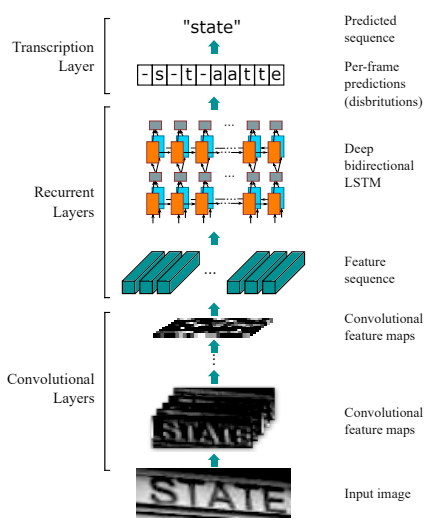 "state"
Predicted
sequence
Transcription
Layer
-s-t-aatte
Per-frame
predictions
(disbritutions)
Recurrent
Layers
...
...
Deep
bidirectional
LSTM
...
Feature
sequence
Convolutional
Layers
Convolutional
feature maps
...
STATE
Convolutional
feature maps
STATE
Input image